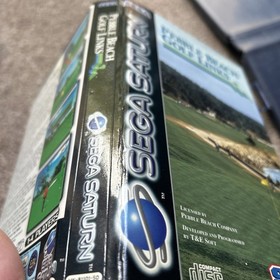 PEBBLE BEACH
GOLF LINKS
SEGA SATURN
SEGA SATURN
PEBBLE BEACH
GOLF LINKS
LICENSED BY
PEBBLE BEACH COMPANY
DEVELOPED AND PROGRAMMED
BY T&E SOFT
COMPACT